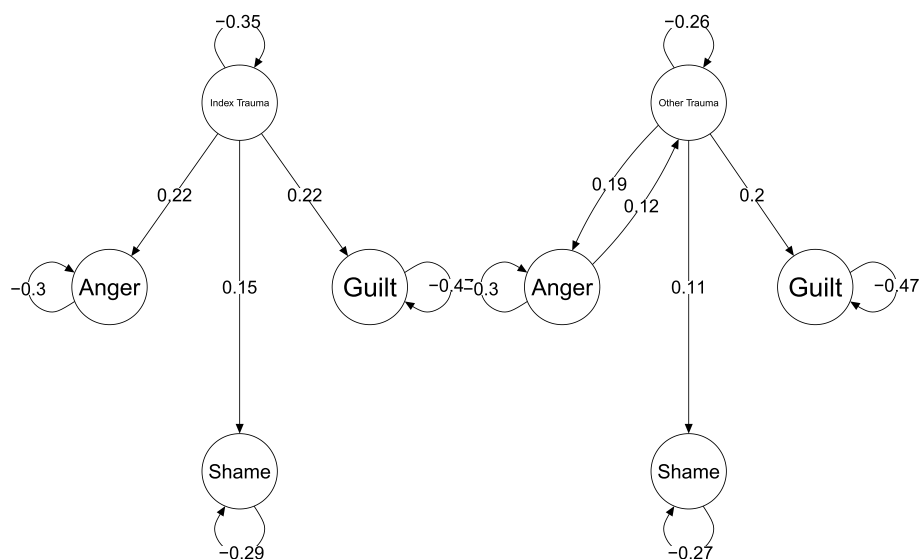 −0.35
−0.26
Index Trauma
Other Trauma
0.22
0.22
0.19
0.12
0.2
−0.3
Anger
0.15
Guilt
−0.3
Anger
0.11
Guilt
−0.47
Shame
Shame
−0.29
−0.27